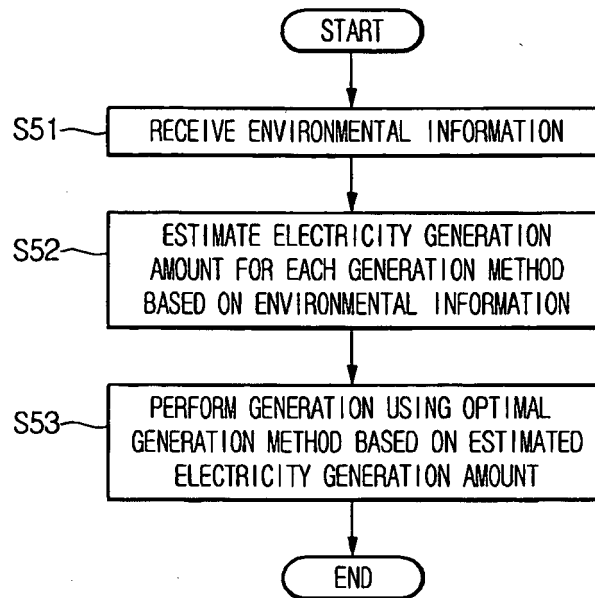 START
S51
RECEIVE ENVIRONMENTAL INFORMATION
S52
ESTIMATE ELECTRICITY GENERATION
AMOUNT FOR EACH GENERATION METHOD
BASED ON ENVIRONMENTAL INFORMATION
S53
PERFORM GENERATION USING OPTIMAL
GENERATION METHOD BASED ON ESTIMATED
ELECTRICITY GENERATION AMOUNT
END